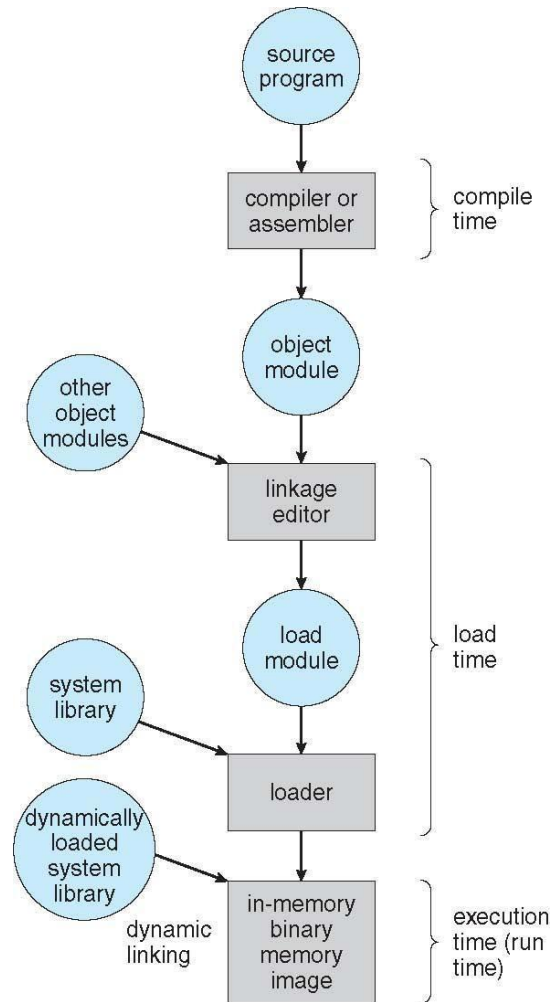 source
program
compiler or
assembler
compile
time
object
module
other
object
modules
linkage
editor
load
module
load
time
system
library
loader
dynamically
loaded
system
library
dynamic
linking
in-memory
binary
memory
image
execution
time (run
time)